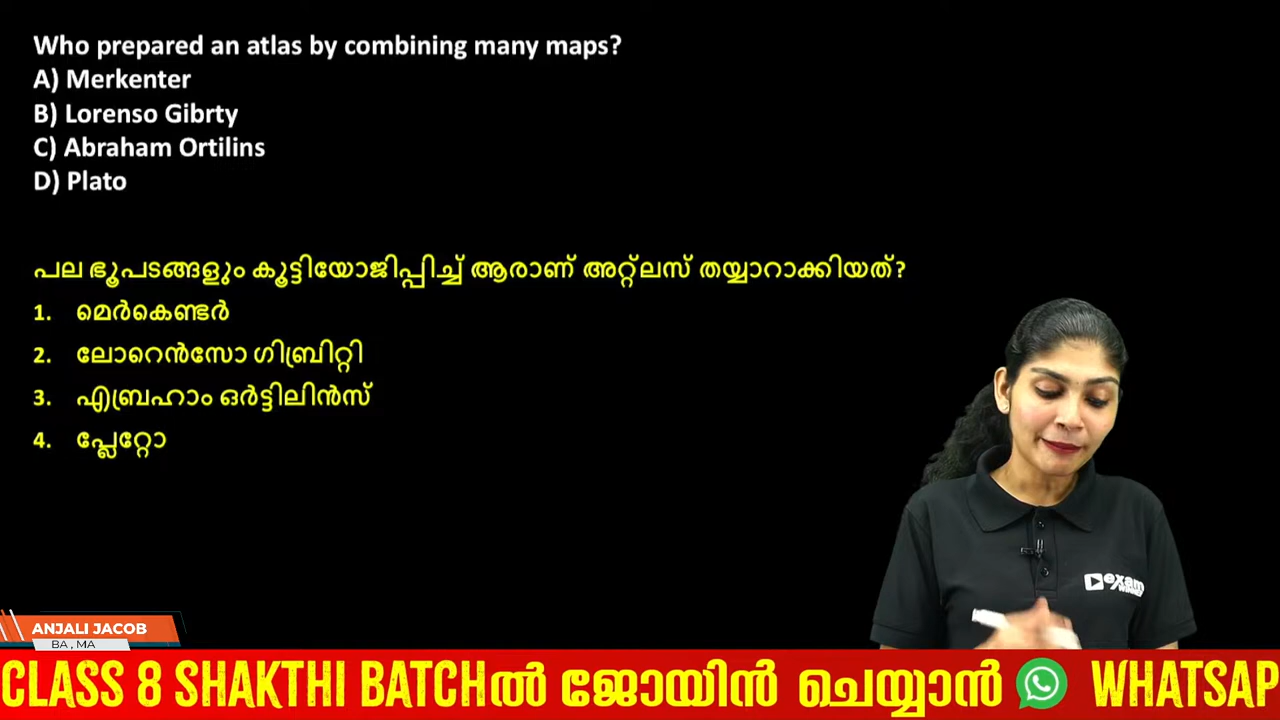 Who prepared an atlas by combining many maps?
A) Merkenter
B) Lorenso Gibrty
C) Abraham Ortilins
D) Plato
പല ഭൂപടങ്ങളും കൂട്ടിയോജിപ്പിച്ച് ആരാണ് അറ്റ്ലസ് തയ്യാറാക്കിയത്?
1. മെർകെണ്ടർ
2. ലോറെൻസോ ഗിബ്രിറ്റി
3. എബ്രഹാം ഒർട്ടിലിൻസ്
4. പ്ലേറ്റോ
exam
winner
ANJALI JACOB
BA , MA
CLASS 8 SHAKTHI BATCHൽ ജോയിൻ ചെയ്യാൻ WHATSAP